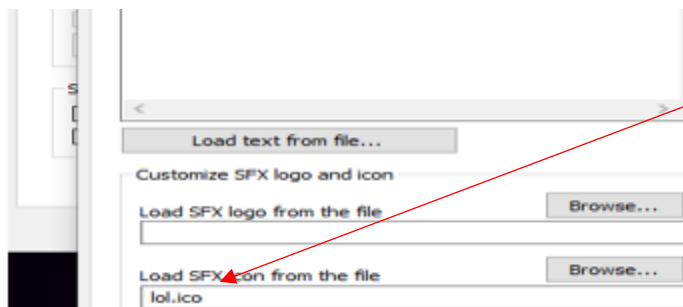 S
Load text from file...
Customize SFX logo and icon
Load SFX logo from the file
Browse...
Load SFX icon from the file
Browse...
lol.ico